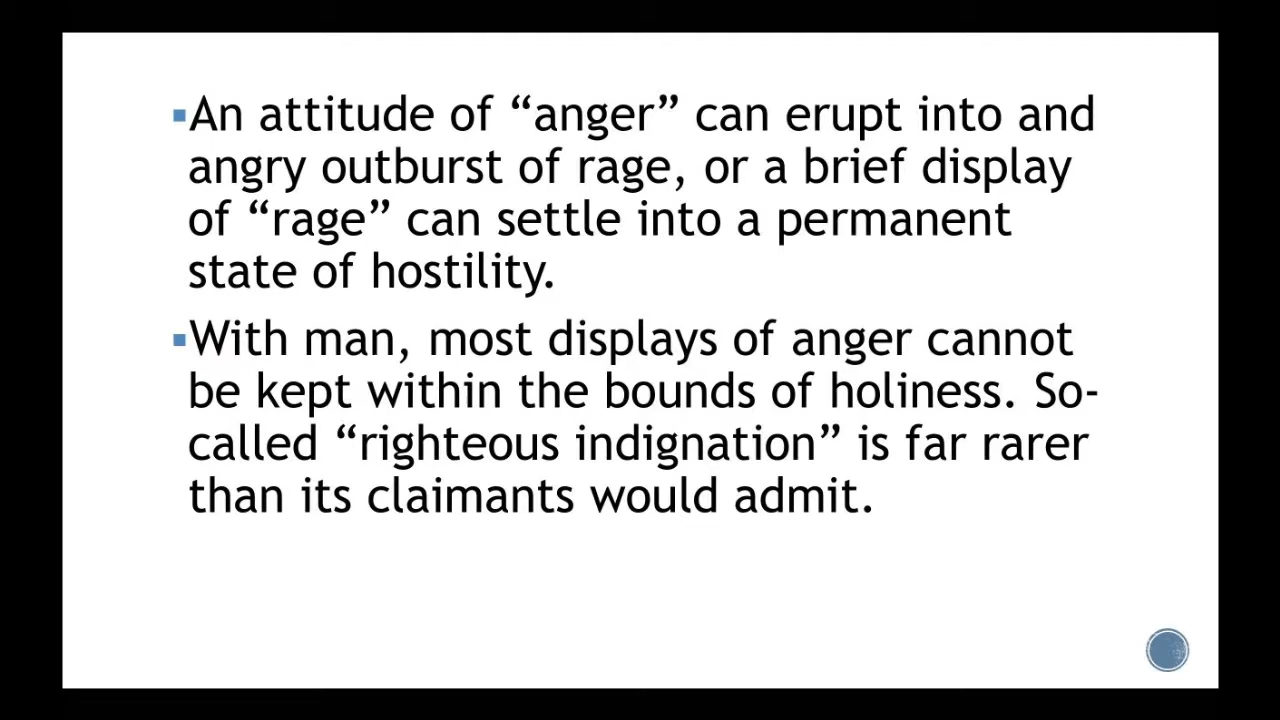 ▪An attitude of “anger” can erupt into and
angry outburst of rage, or a brief display
of “rage” can settle into a permanent
state of hostility.
▪With man, most displays of anger cannot
be kept within the bounds of holiness. So-
called “righteous indignation” is far rarer
than its claimants would admit.